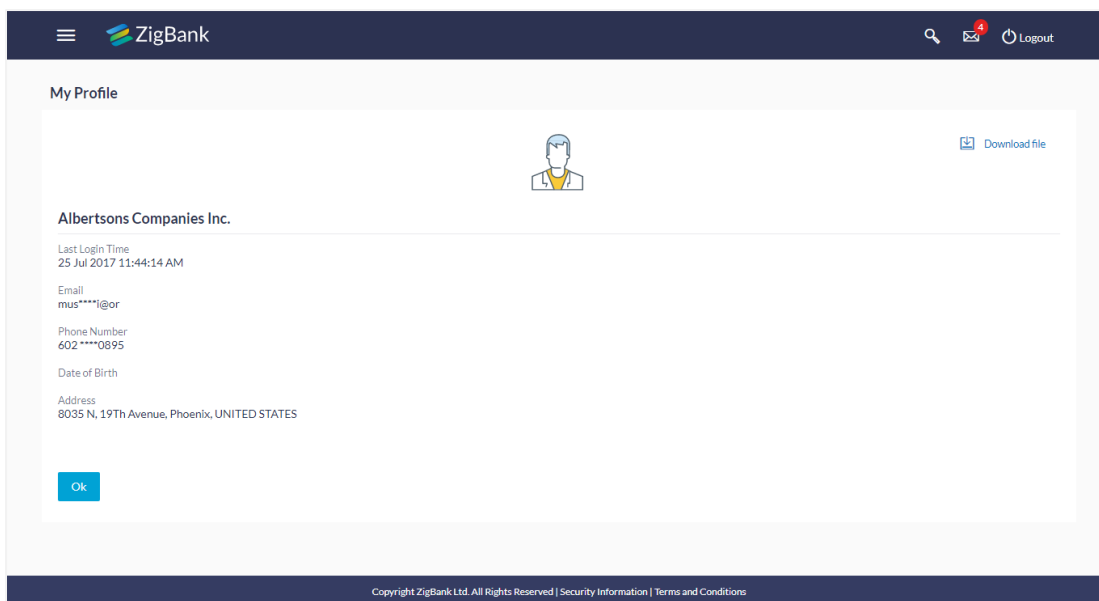 ZigBank
4
Logout
My Profile
Download file
Albertsons Companies Inc.
Last Login Time
25 Jul 2017 11:44:14 AM
Email
mus****i@or
Phone Number
602 ****0895
Date of Birth
Address
8035 N, 19Th Avenue, Phoenix, UNITED STATES
Ok
Copyright ZigBank Ltd. All Rights Reserved | Security Information | Terms and Conditions